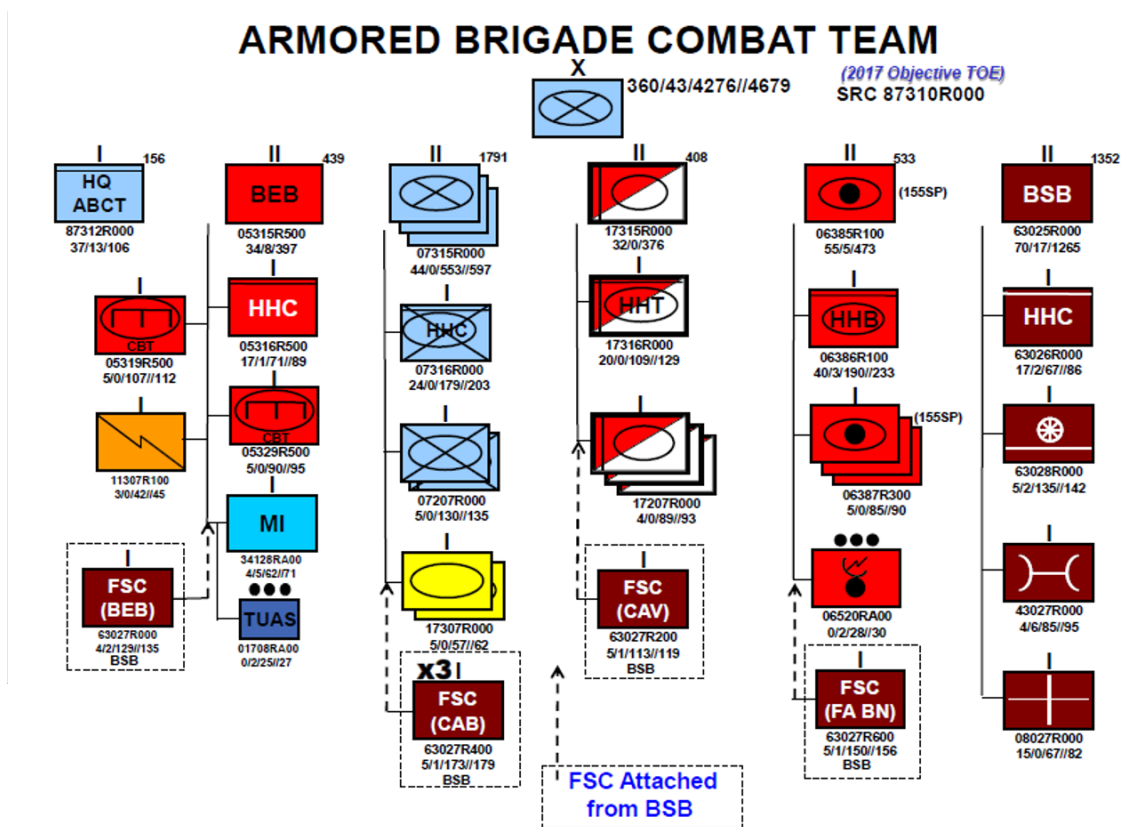 ARMORED BRIGADE COMBAT TEAM
X
360/43/4276//4679
(2017 Objective TOE)
SRC 87310R000
I
156
HQ
ABCT
87312R000
37/13/106
II
439
BEB
05315R500
34/8/397
I
HHC
05316R500
17/1/71//89
I
CBT
05319R500
5/0/107//112
I
CBT
05329R500
5/0/90//95
I
11307R100
3/0/42//45
I
MI
34128RA00
4/5/62//71
TUAS
01708RA00
0/2/25//27
I
FSC
(BEB)
63027R000
4/2/129//135
BSB
II
1791
07315R000
44/0/553//597
I
HHC
07316R000
24/0/179//203
I
07207R000
5/0/130//135
I
17307R000
5/0/57//62
x3 I
FSC
(CAB)
63027R400
5/1/173//179
BSB
II
408
17315R000
32/0/376
I
HHT
17316R000
20/0/109//129
I
17207R000
4/0/89//93
I
FSC
(CAV)
63027R200
5/1/113//119
BSB
FSC Attached
from BSB
II
533
(155SP)
06385R100
55/5/473
I
HHB
06386R100
40/3/190//233
I
(155SP)
06387R300
5/0/85//90
06520RA00
0/2/28//30
I
FSC
(FA BN)
63027R600
5/1/150//156
BSB
II
1352
BSB
63025R000
70/17/1265
I
HHC
63026R000
17/2/67//86
I
63028R000
5/2/135//142
I
43027R000
4/6/85//95
I
08027R000
15/0/67//82